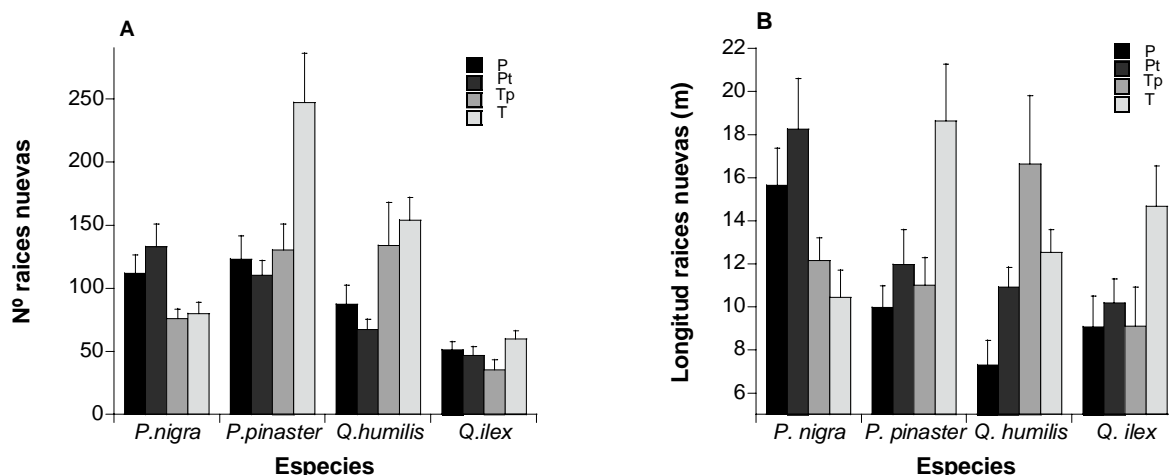 A
P
Pt
Tp
T
Nº raices nuevas
250
200
150
100
50
0
P.nigra P.pinaster Q.humilis Q.ilex
Especies
B
P
Pt
Tp
T
Longitud raices nuevas (m)
22
20
18
16
14
12
10
8
6
P. nigra P. pinaster Q. humilis Q. ilex
Especies